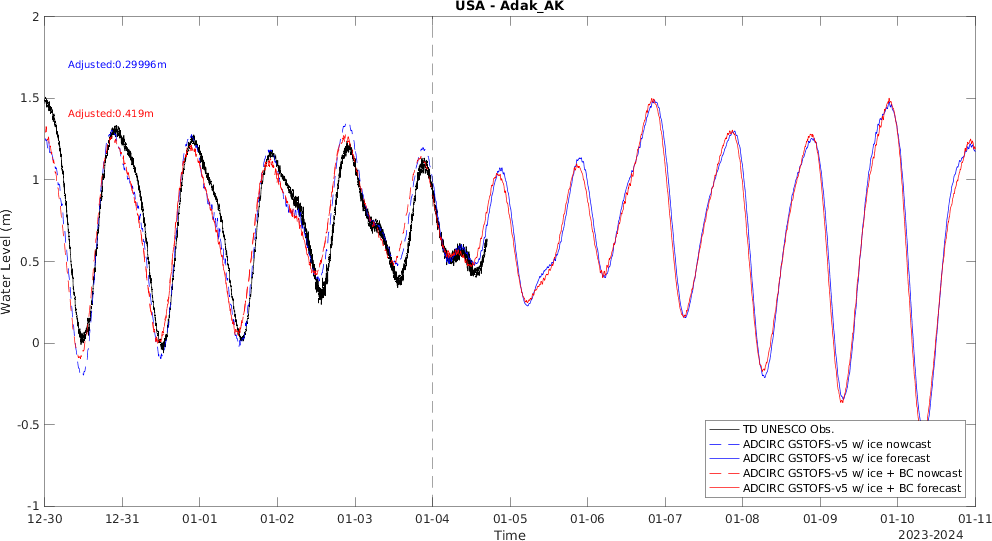 USA - Adak_AK
Adjusted:0.29996m
Adjusted:0.419m
Water Level (m)
2
1.5
1
0.5
0
-0.5
-1
TD UNESCO Obs.
ADCIRC GSTOFS-v5 w/ ice nowcast
ADCIRC GSTOFS-v5 w/ ice forecast
ADCIRC GSTOFS-v5 w/ ice + BC nowcast
ADCIRC GSTOFS-v5 w/ ice + BC forecast
12-30 12-31 01-01 01-02 01-03 01-04 01-05 01-06 01-07 01-08 01-09 01-10 01-11
Time
2023-2024